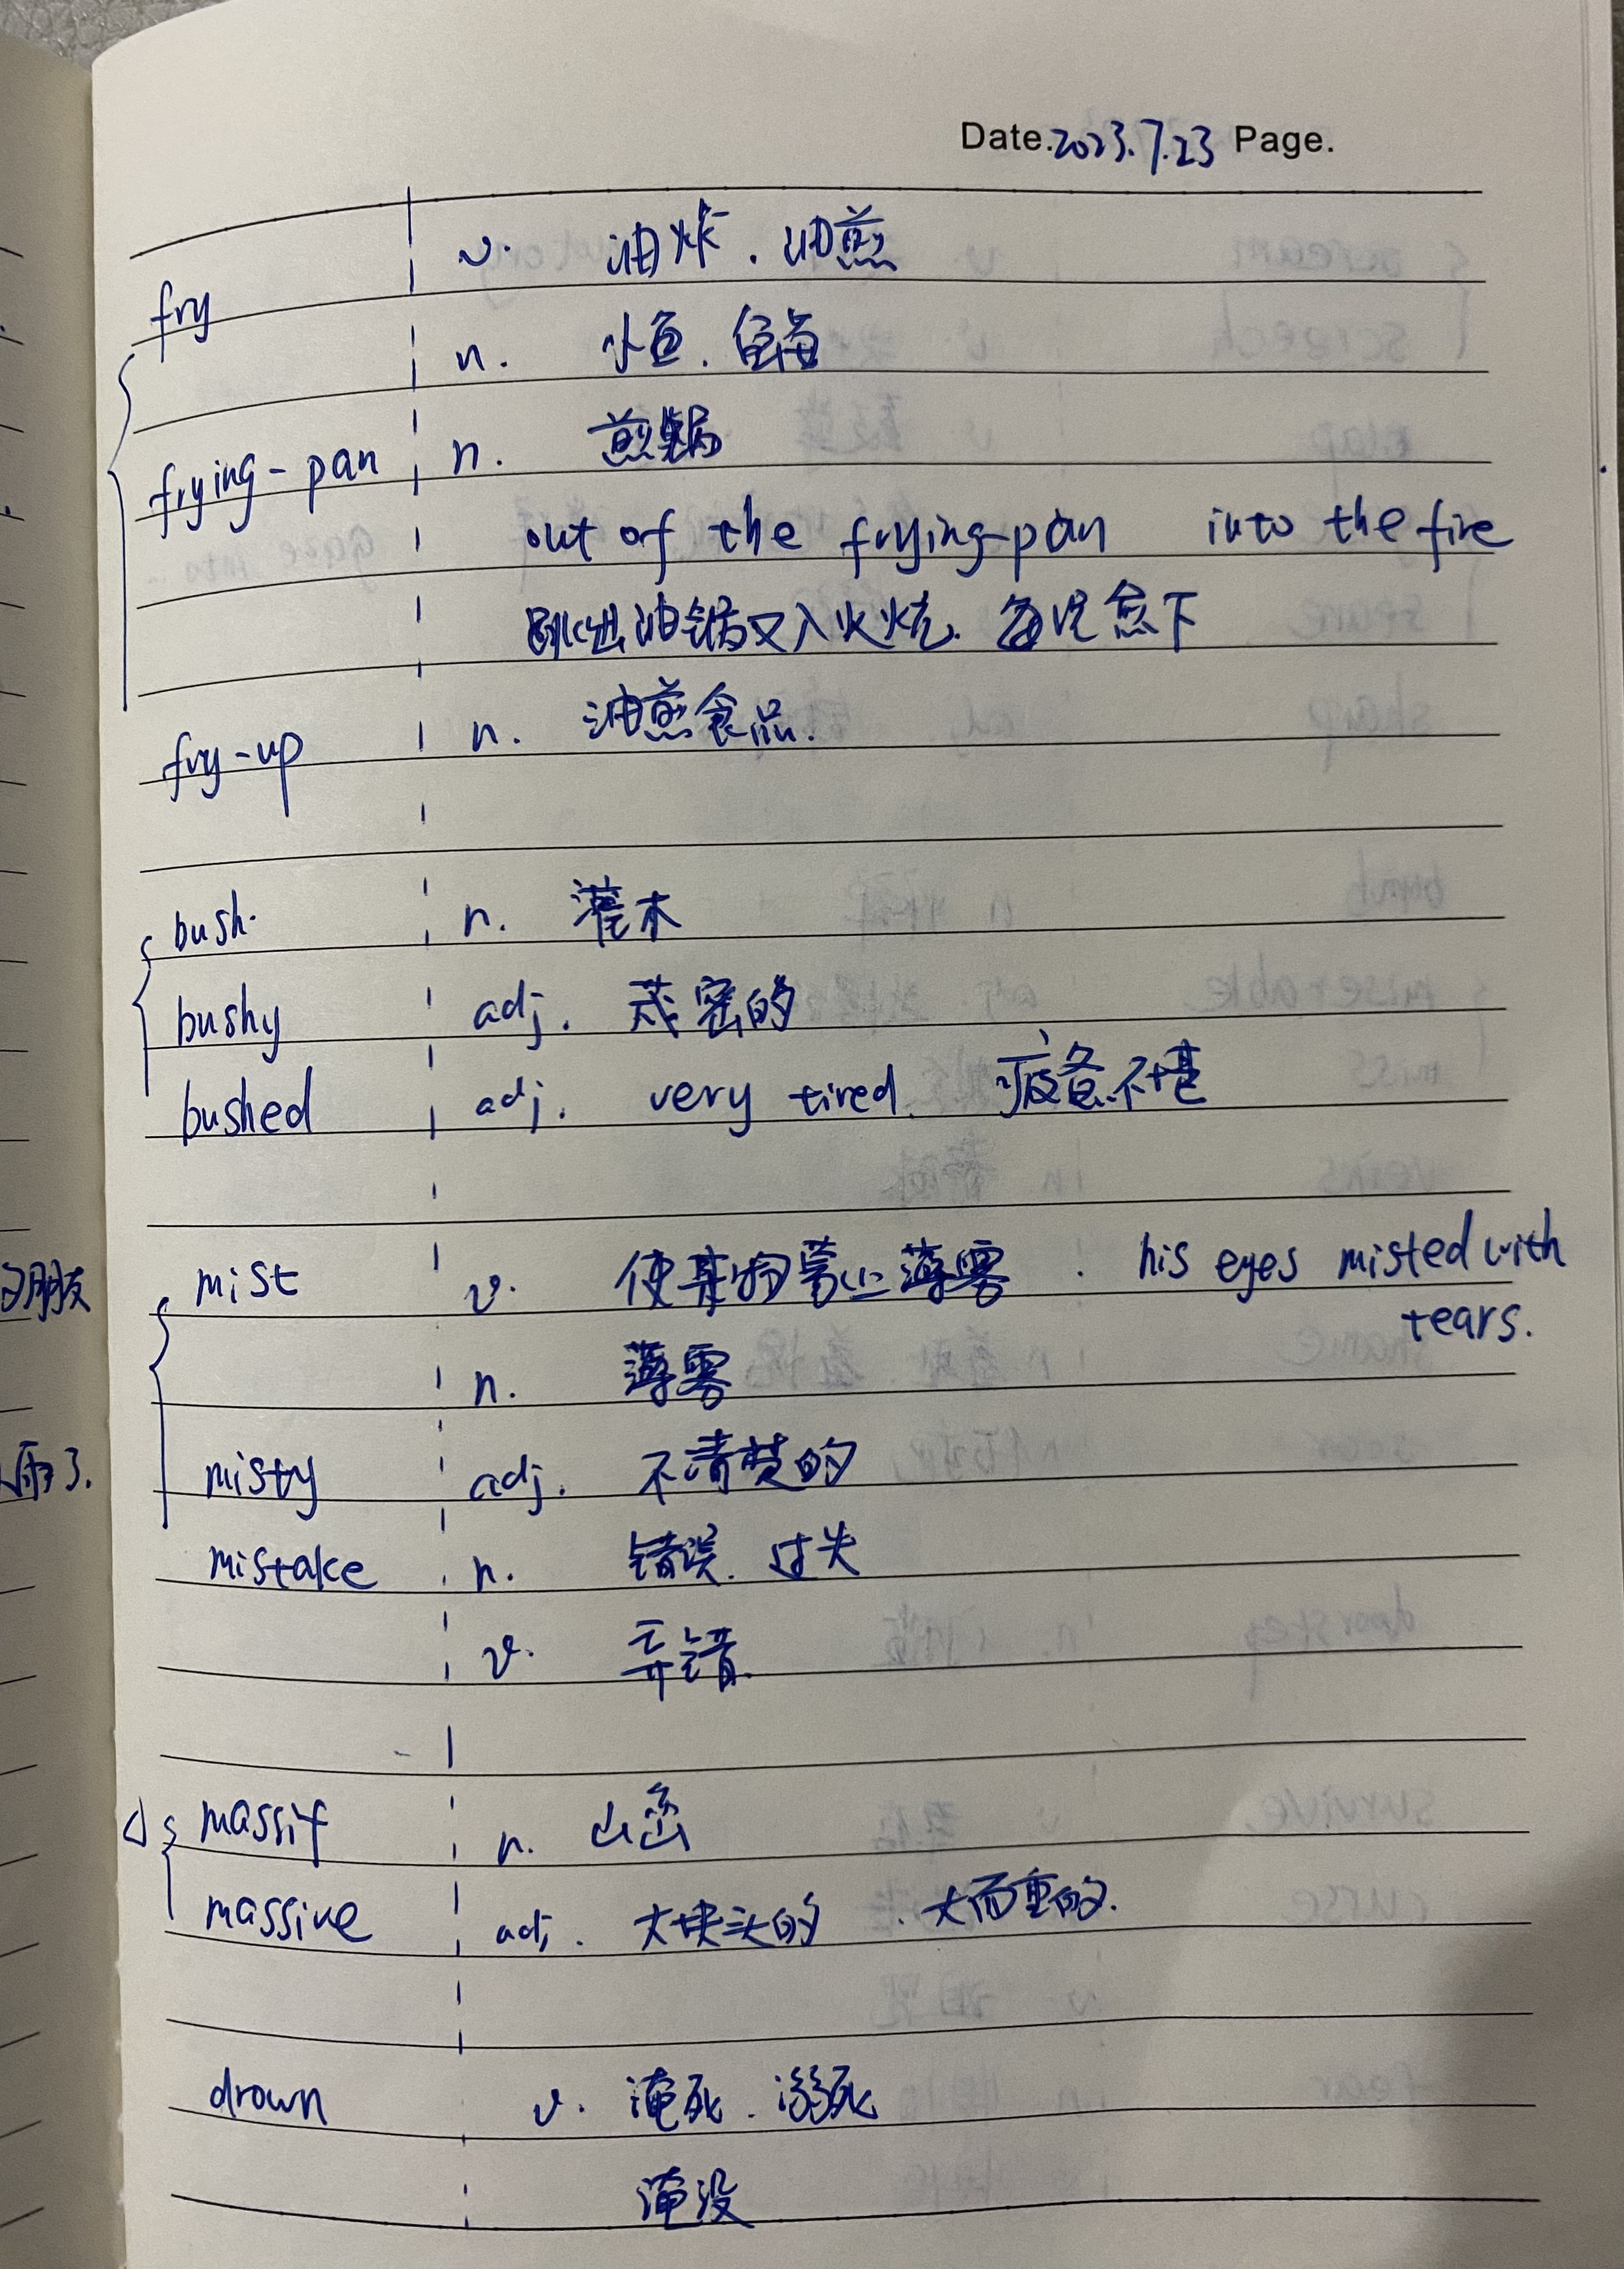 Date.2023.7.23 Page.
v. 油炸.油煎
fry
n. 小鱼.鱼苗
frying-pan n. 煎锅
out of the frying-pan into the fire
跳出油锅又入火坑.每况愈下
fry-up n. 油煎食品.
bush. n. 灌木
bushy adj. 茂密的
bushed adj. very tired. 疲惫不堪
mist v. 使某物蒙上薄雾. his eyes misted with
tears.
n. 薄雾
misty adj. 不清楚的
mistake n. 错误.过失
v. 弄错.
massif n. 山峦
massive adj. 大块头的.大而重的.
drown v. 淹死.溺死
淹没
的朋友